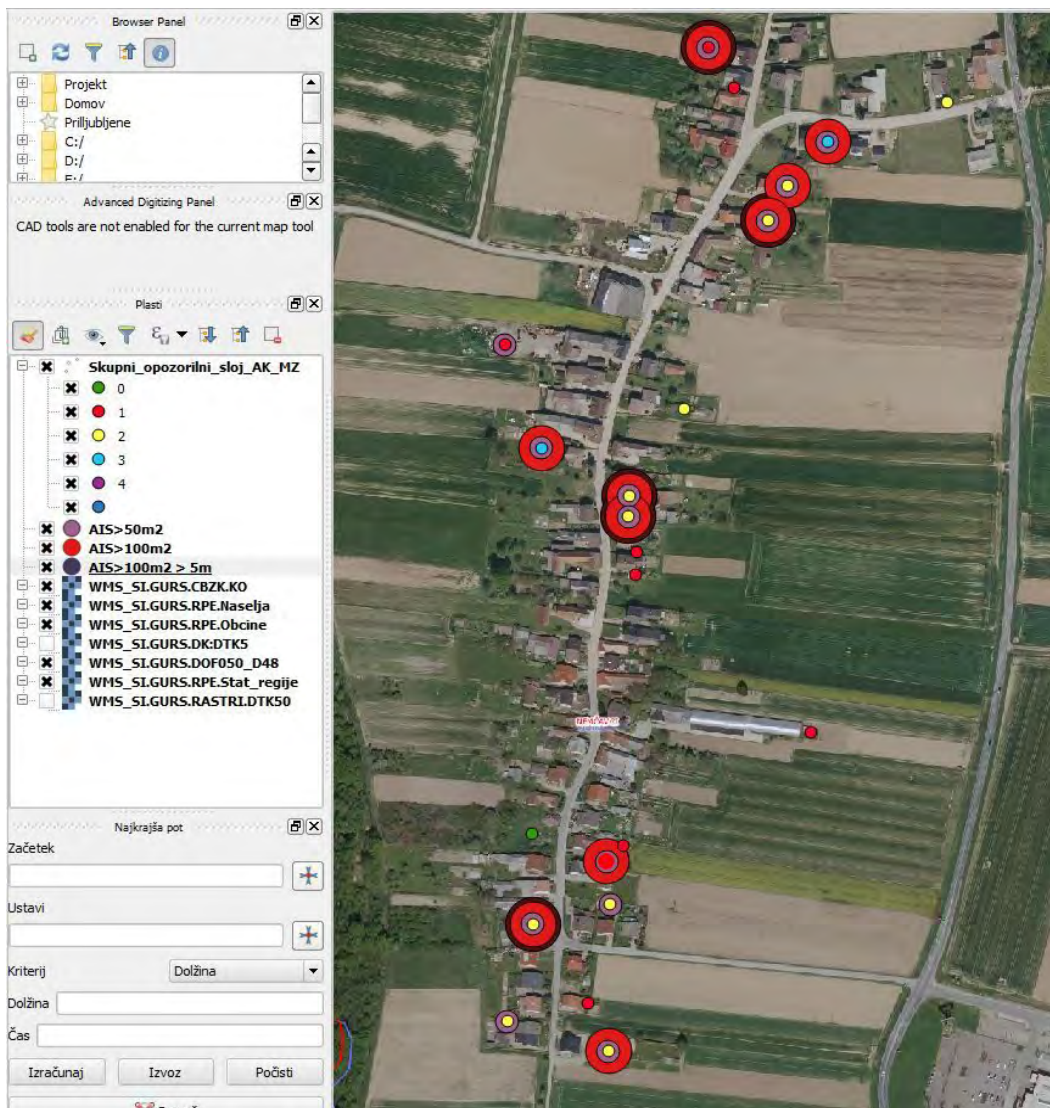 Browser Panel
Projekt
Domov
Prilljubljene
C:/
D:/
E:/
Advanced Digitizing Panel
CAD tools are not enabled for the current map tool
Plasti
Skupni_opozorilni_sloj_AK_MZ
0
1
2
3
4
AIS>50m2
AIS>100m2
AIS>100m2 > 5m
WMS_SI.GURS.CBZK.KO
WMS_SI.GURS.RPE.Naselja
WMS_SI.GURS.RPE.Obcine
WMS_SI.GURS.DK:DTK5
WMS_SI.GURS.DOF050_D48
WMS_SI.GURS.RPE.Stat_regije
WMS_SI.GURS.RASTRI.DTK50
Najkrajša pot
Začetek
Ustavi
Kriterij Dolžina
Dolžina
Čas
Izračunaj Izvoz Počisti